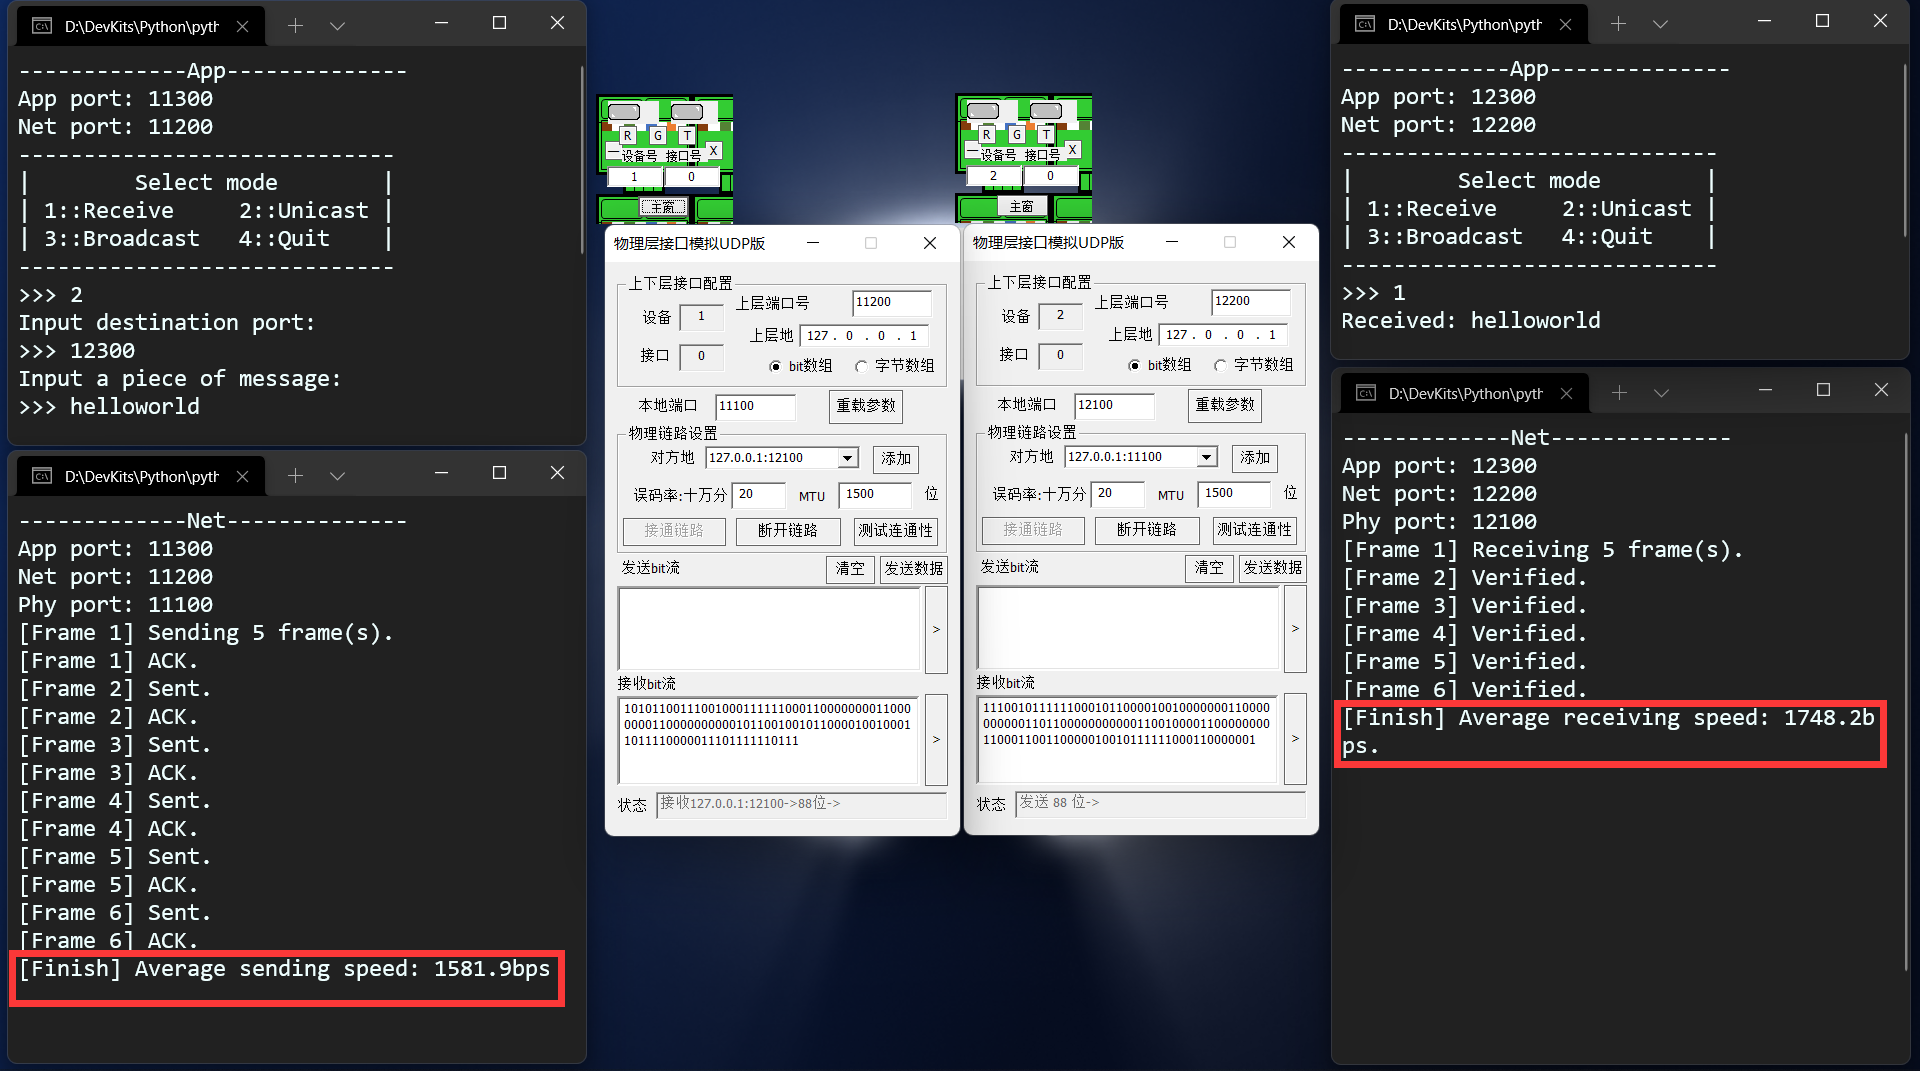 D:\DevKits\Python\pyth
-------------App--------------
App port: 11300
Net port: 11200
-----------------------------
|        Select mode        |
| 1::Receive     2::Unicast |
| 3::Broadcast   4::Quit    |
-----------------------------
>>> 2
Input destination port:
>>> 12300
Input a piece of message:
>>> helloworld
D:\DevKits\Python\pyth
-------------Net--------------
App port: 11300
Net port: 11200
Phy port: 11100
[Frame 1] Sending 5 frame(s).
[Frame 1] ACK.
[Frame 2] Sent.
[Frame 2] ACK.
[Frame 3] Sent.
[Frame 3] ACK.
[Frame 4] Sent.
[Frame 4] ACK.
[Frame 5] Sent.
[Frame 5] ACK.
[Frame 6] Sent.
[Frame 6] ACK.
[Finish] Average sending speed: 1581.9bps
R G T
设备号 接口号 X
1 0
主窗
物理层接口模拟UDP版
上下层接口配置
设备 1 上层端口号 11200
上层地 127 . 0 . 0 . 1
接口 0 bit数组 字节数组
本地端口 11100 重载参数
物理链路设置
对方地 127.0.0.1:12100 添加
误码率:十万分 20 MTU 1500 位
接通链路 断开链路 测试连通性
发送bit流 清空 发送数据
>
接收bit流
>
状态 接收127.0.0.1:12100->88位->
R G T
设备号 接口号 X
2 0
主窗
物理层接口模拟UDP版
上下层接口配置
设备 2 上层端口号 12200
上层地 127 . 0 . 0 . 1
接口 0 bit数组 字节数组
本地端口 12100 重载参数
物理链路设置
对方地 127.0.0.1:11100 添加
误码率:十万分 20 MTU 1500 位
接通链路 断开链路 测试连通性
发送bit流 清空 发送数据
>
接收bit流
>
状态 发送 88 位->
D:\DevKits\Python\pyth
-------------App--------------
App port: 12300
Net port: 12200
-----------------------------
|        Select mode        |
| 1::Receive     2::Unicast |
| 3::Broadcast   4::Quit    |
-----------------------------
>>> 1
Received: helloworld
D:\DevKits\Python\pyth
-------------Net--------------
App port: 12300
Net port: 12200
Phy port: 12100
[Frame 1] Receiving 5 frame(s).
[Frame 2] Verified.
[Frame 3] Verified.
[Frame 4] Verified.
[Frame 5] Verified.
[Frame 6] Verified.
[Finish] Average receiving speed: 1748.2b
ps.